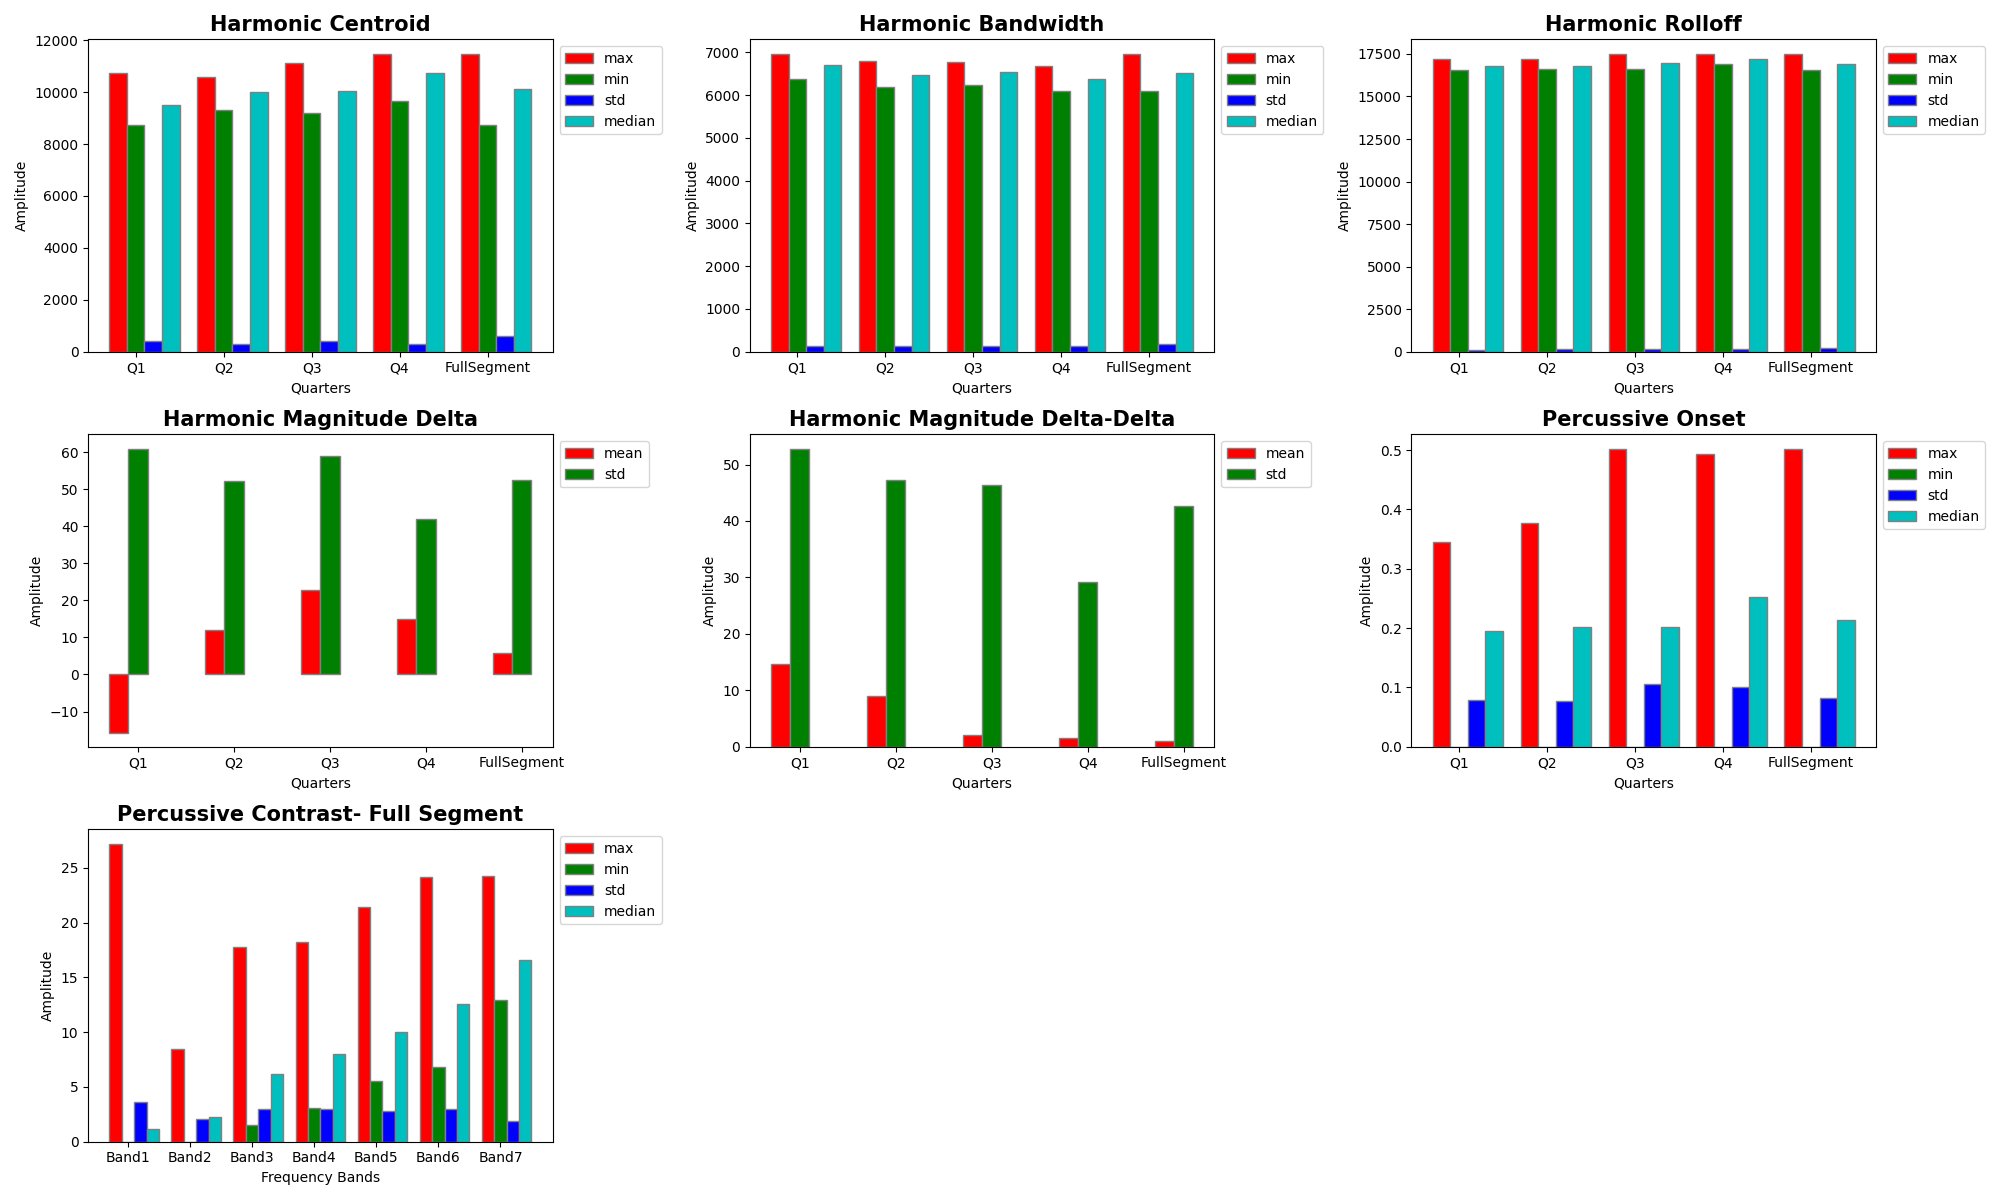 Harmonic Centroid
12000
10000
8000
6000
4000
2000
0
Amplitude
Q1 Q2 Q3 Q4 FullSegment
Quarters
max
min
std
median
Harmonic Bandwidth
7000
6000
5000
4000
3000
2000
1000
0
Amplitude
Q1 Q2 Q3 Q4 FullSegment
Quarters
max
min
std
median
Harmonic Rolloff
17500
15000
12500
10000
7500
5000
2500
0
Amplitude
Q1 Q2 Q3 Q4 FullSegment
Quarters
max
min
std
median
Harmonic Magnitude Delta
60
50
40
30
20
10
0
−10
Amplitude
Q1 Q2 Q3 Q4 FullSegment
Quarters
mean
std
Harmonic Magnitude Delta-Delta
50
40
30
20
10
0
Amplitude
Q1 Q2 Q3 Q4 FullSegment
Quarters
mean
std
Percussive Onset
0.5
0.4
0.3
0.2
0.1
0.0
Amplitude
Q1 Q2 Q3 Q4 FullSegment
Quarters
max
min
std
median
Percussive Contrast- Full Segment
25
20
15
10
5
0
Amplitude
Band1 Band2 Band3 Band4 Band5 Band6 Band7
Frequency Bands
max
min
std
median